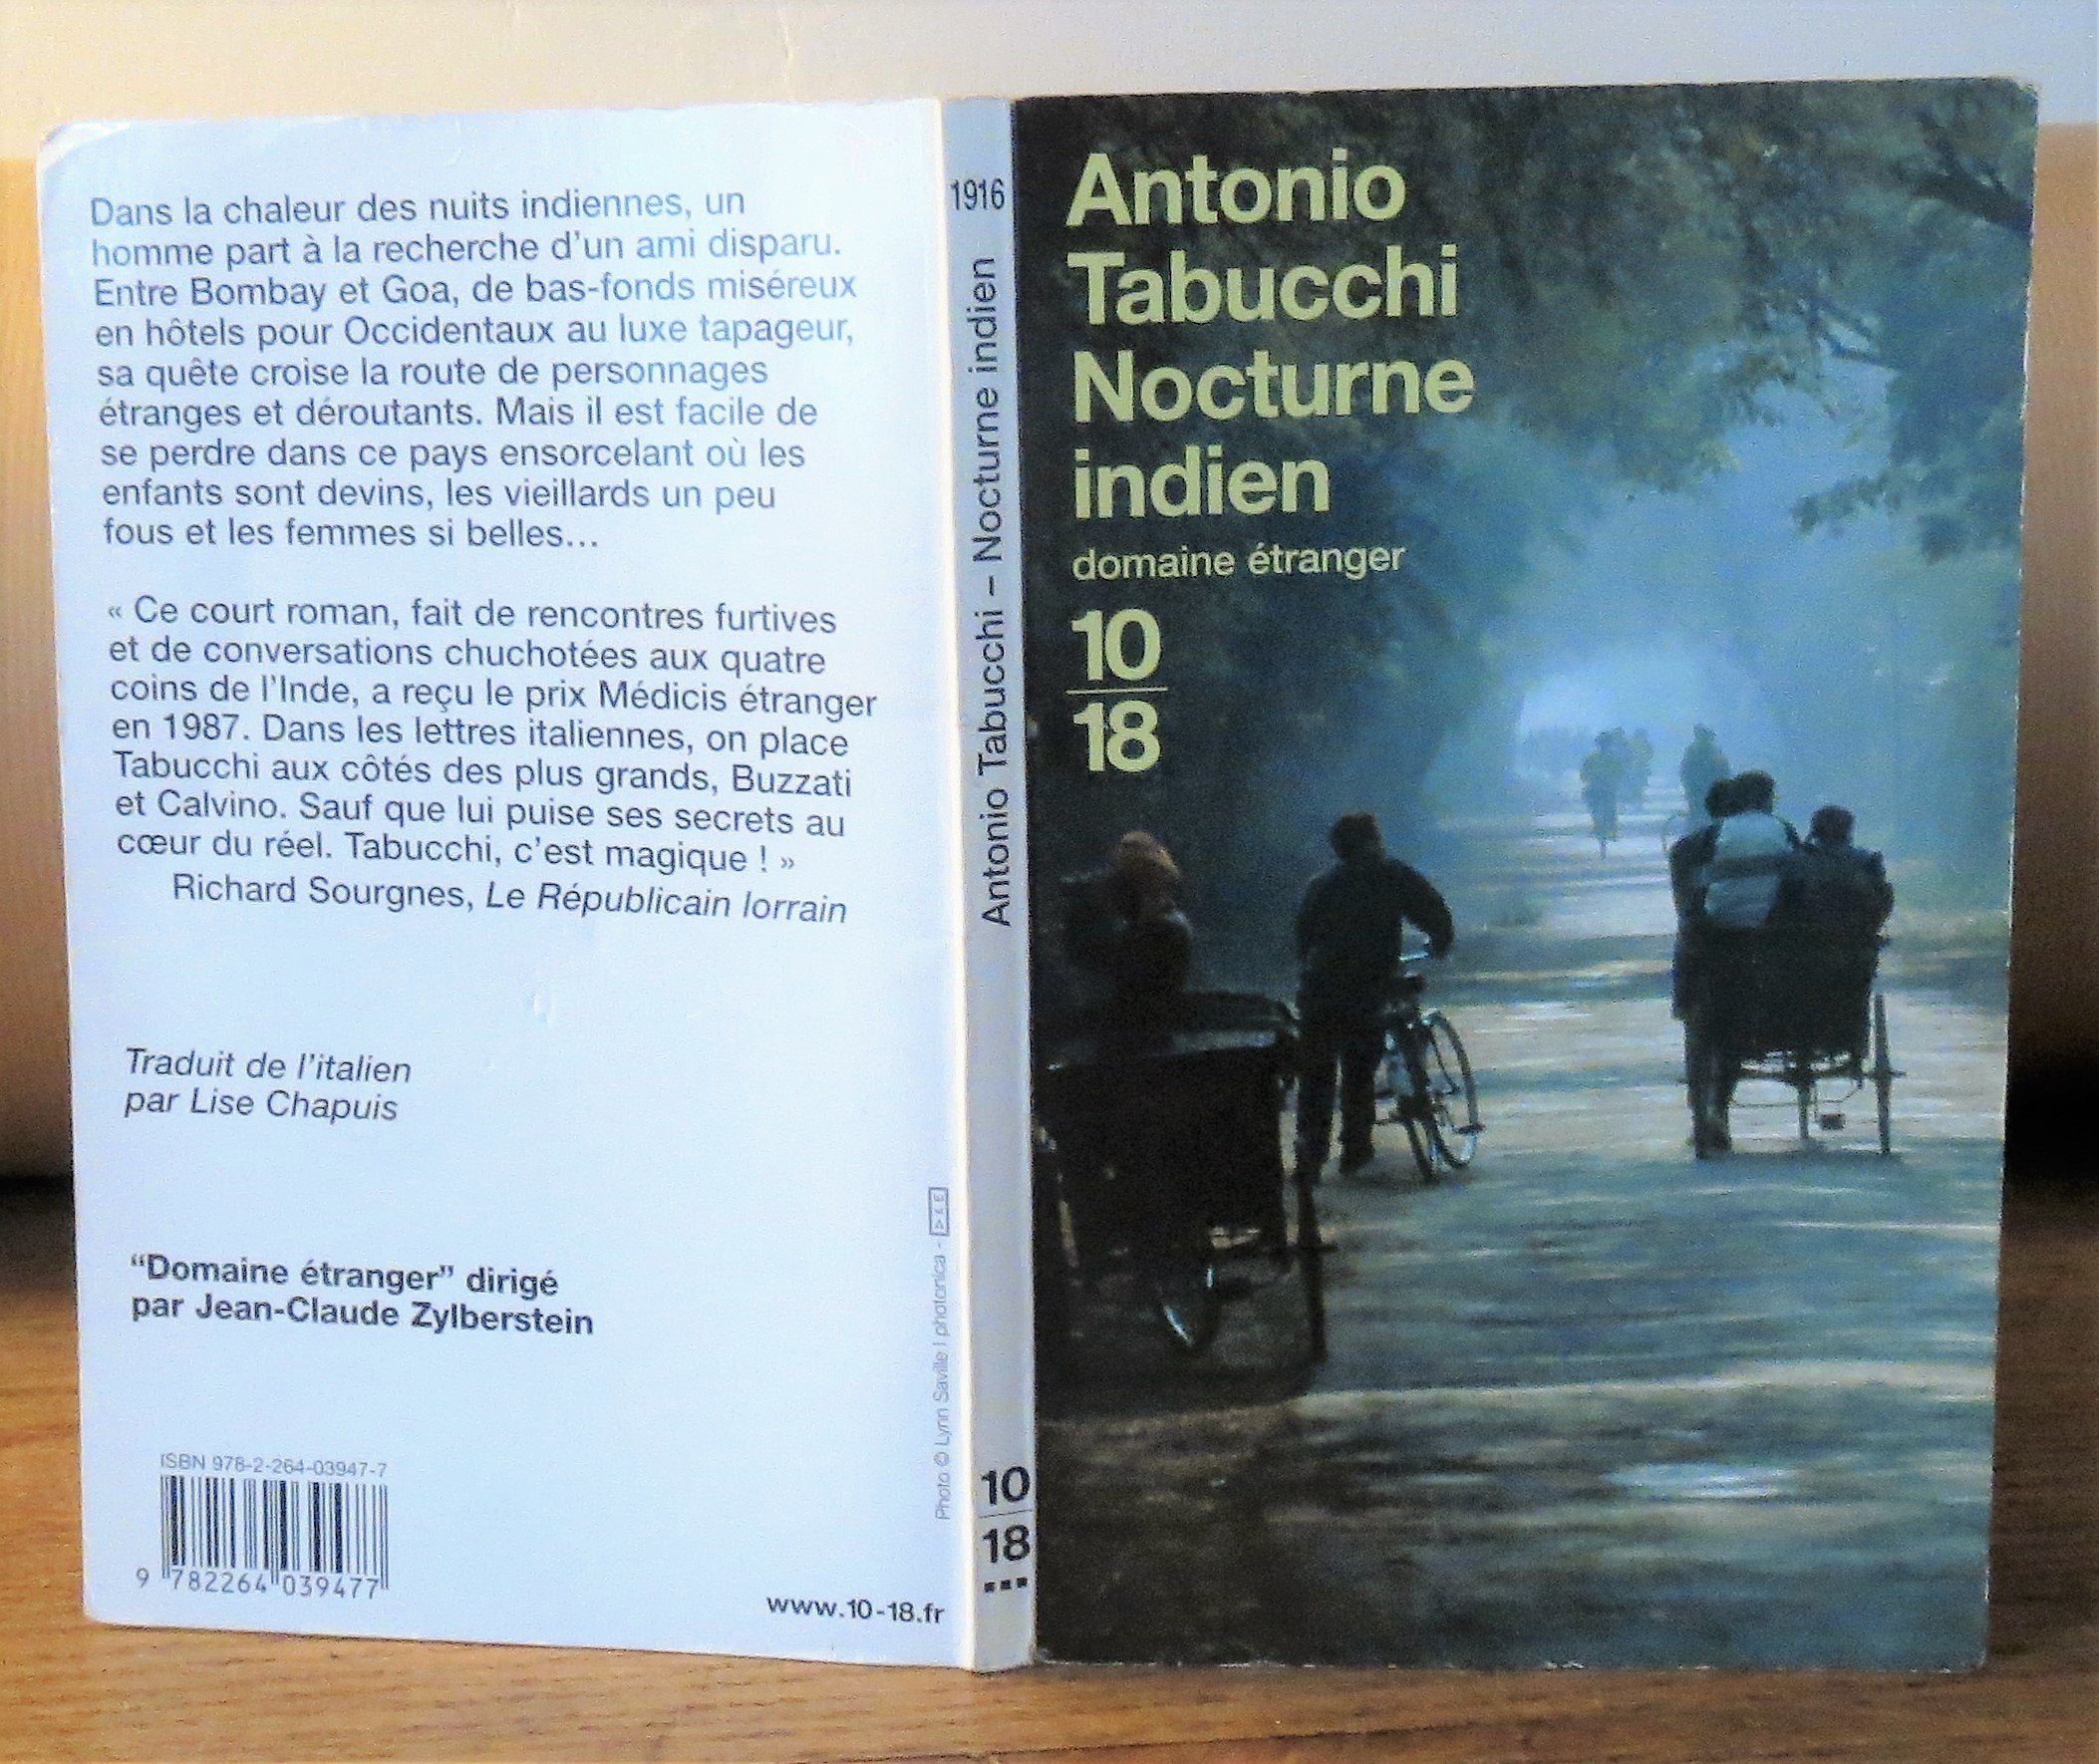 Dans la chaleur des nuits indiennes, un
homme part à la recherche d'un ami disparu.
Entre Bombay et Goa, de bas-fonds miséreux
en hôtels pour Occidentaux au luxe tapageur,
sa quête croise la route de personnages
étranges et déroutants. Mais il est facile de
se perdre dans ce pays ensorcelant où les
enfants sont devins, les vieillards un peu
fous et les femmes si belles...
« Ce court roman, fait de rencontres furtives
et de conversations chuchotées aux quatre
coins de l'Inde, a reçu le prix Médicis étranger
en 1987. Dans les lettres italiennes, on place
Tabucchi aux côtés des plus grands, Buzzati
et Calvino. Sauf que lui puise ses secrets au
cœur du réel. Tabucchi, c'est magique ! »
Richard Sourgnes, Le Républicain lorrain
Traduit de l'italien
par Lise Chapuis
“Domaine étranger” dirigé
par Jean-Claude Zylberstein
ISBN 978-2-264-03947-7
9 782264 039477
www.10-18.fr
Photo © Lynn Saville / photonica -
1916
Antonio Tabucchi – Nocturne indien
10
18
Antonio
Tabucchi
Nocturne
indien
domaine étranger
10
18